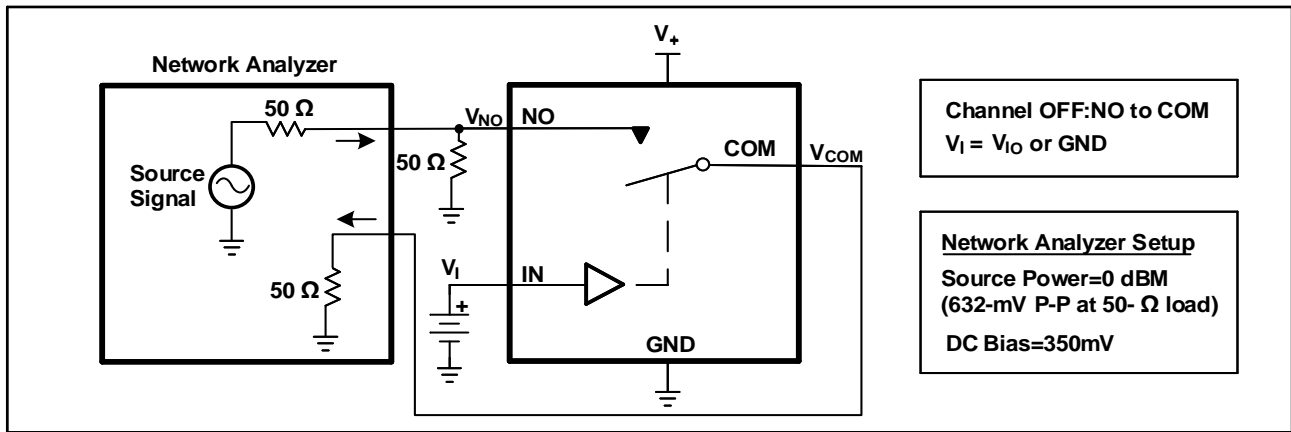 V+
Network Analyzer
50 Ω
VNO NO
50 Ω
COM VCOM
Source
Signal
50 Ω
VI IN
+
GND
Channel OFF:NO to COM
VI = VIO or GND
Network Analyzer Setup
Source Power=0 dBM
(632-mV P-P at 50- Ω load)
DC Bias=350mV